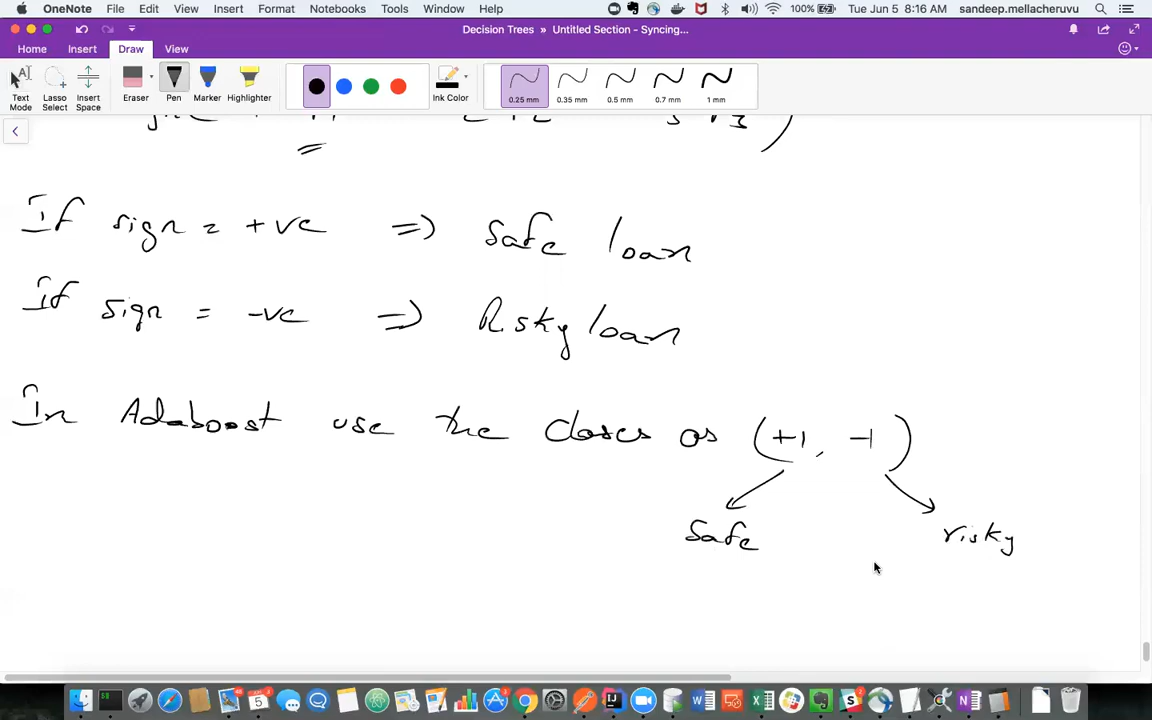 OneNote File Edit View Insert Format Notebooks Tools Window Help 100% Tue Jun 5 8:16 AM sandeep.mellacheruvu
Decision Trees » Untitled Section - Syncing...
Home Insert Draw View
Text Mode Lasso Select Insert Space Eraser Pen Marker Highlighter Ink Color 0.25 mm 0.35 mm 0.5 mm 0.7 mm 1 mm
If sign = +ve => Safe loan
If sign = -ve => Risky loan
In Adaboost use the classes as (+1, -1)
Safe risky